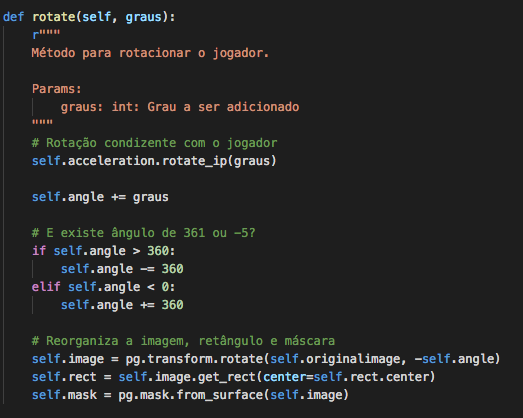 def rotate(self, graus):
    r"""
    Método para rotacionar o jogador.

    Params:
        graus: int: Grau a ser adicionado
    """
    # Rotação condizente com o jogador
    self.acceleration.rotate_ip(graus)

    self.angle += graus

    # E existe ângulo de 361 ou -5?
    if self.angle > 360:
        self.angle -= 360
    elif self.angle < 0:
        self.angle += 360

    # Reorganiza a imagem, retângulo e máscara
    self.image = pg.transform.rotate(self.originalimage, -self.angle)
    self.rect = self.image.get_rect(center=self.rect.center)
    self.mask = pg.mask.from_surface(self.image)